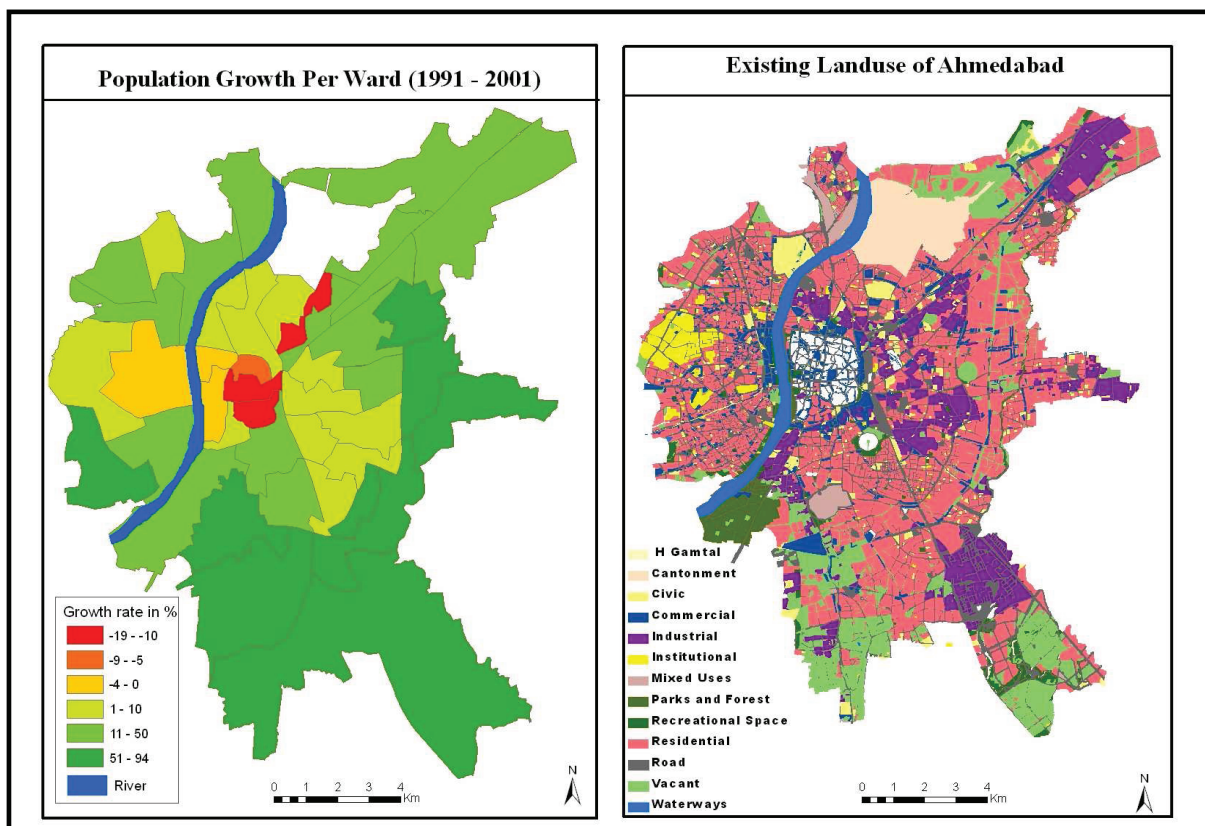 Population Growth Per Ward (1991 - 2001)
Growth rate in %
-19 - -10
-9 - -5
-4 - 0
1 - 10
11 - 50
51 - 94
River
0 1 2 3 4
Km
N
Existing Landuse of Ahmedabad
H Gamtal
Cantonment
Civic
Commercial
Industrial
Institutional
Mixed Uses
Parks and Forest
Recreational Space
Residential
Road
Vacant
Waterways
0 1 2 3 4
Km
N